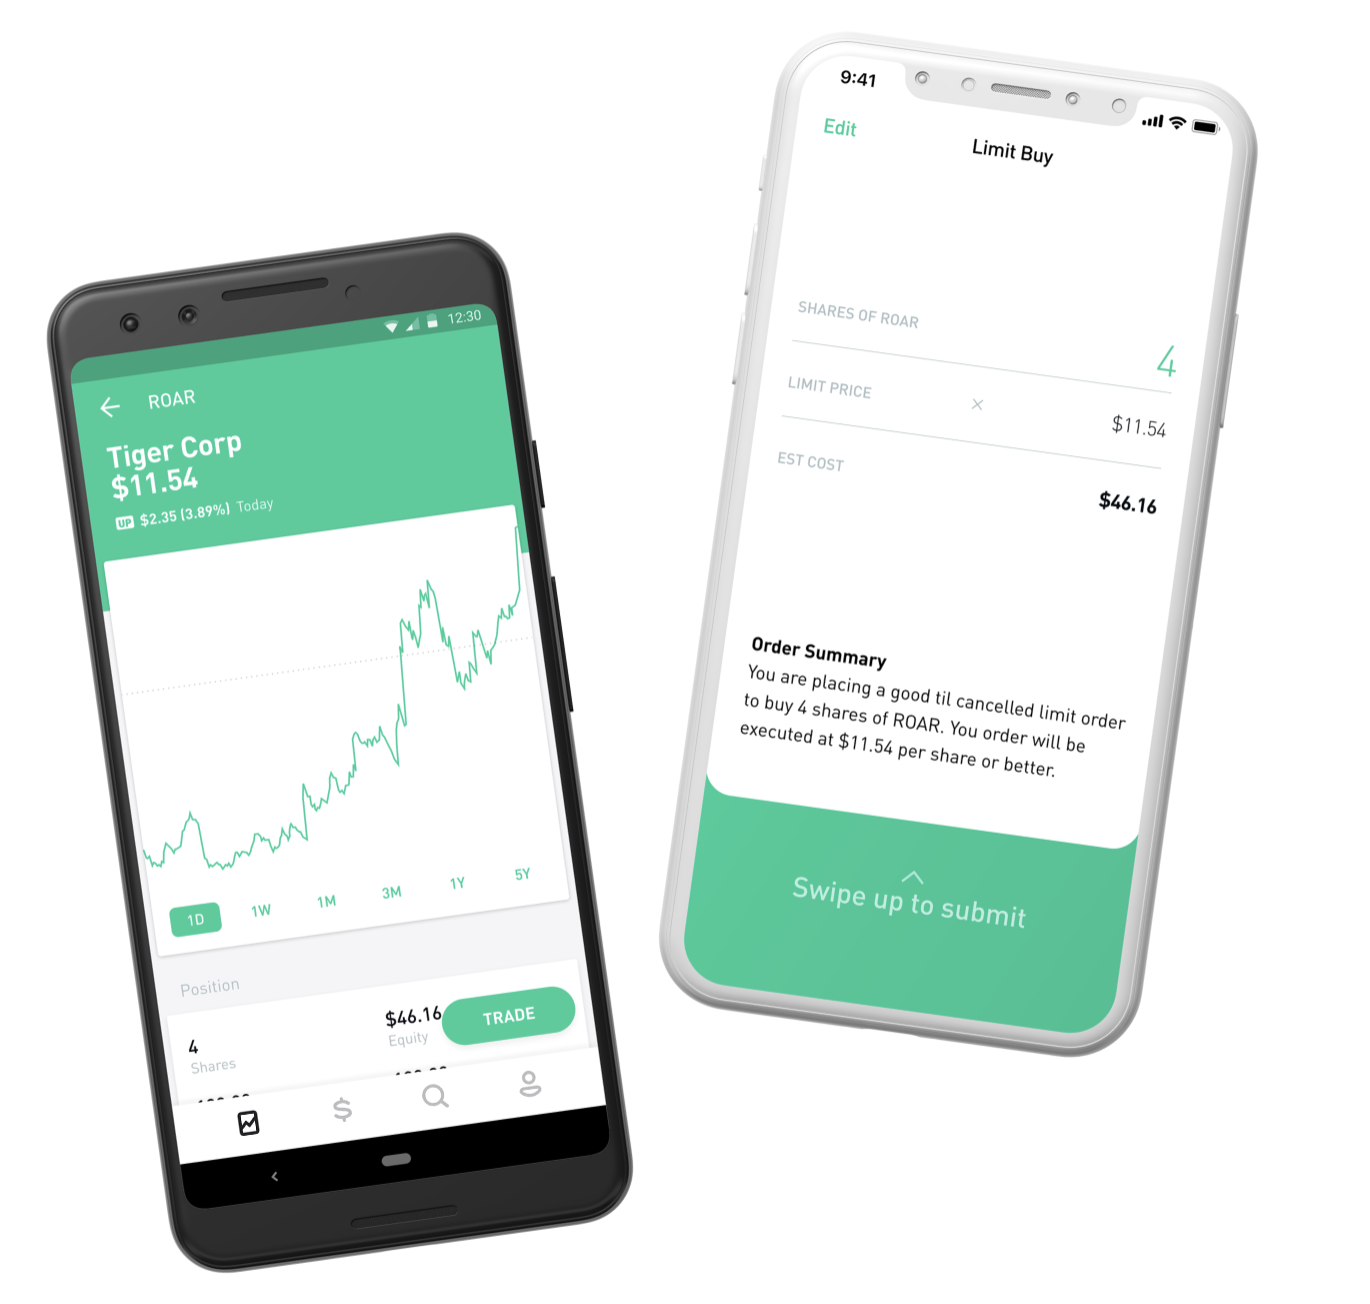 12:30
ROAR
Tiger Corp
$11.54
UP $2.35 (3.89%) Today
1D 1W 1M 3M 1Y 5Y
Position
4 $46.16 TRADE
Shares Equity
$
9:41
Edit
Limit Buy
SHARES OF ROAR
4
LIMIT PRICE × $11.54
EST COST
$46.16
Order Summary
You are placing a good til cancelled limit order
to buy 4 shares of ROAR. You order will be
executed at $11.54 per share or better.
Swipe up to submit